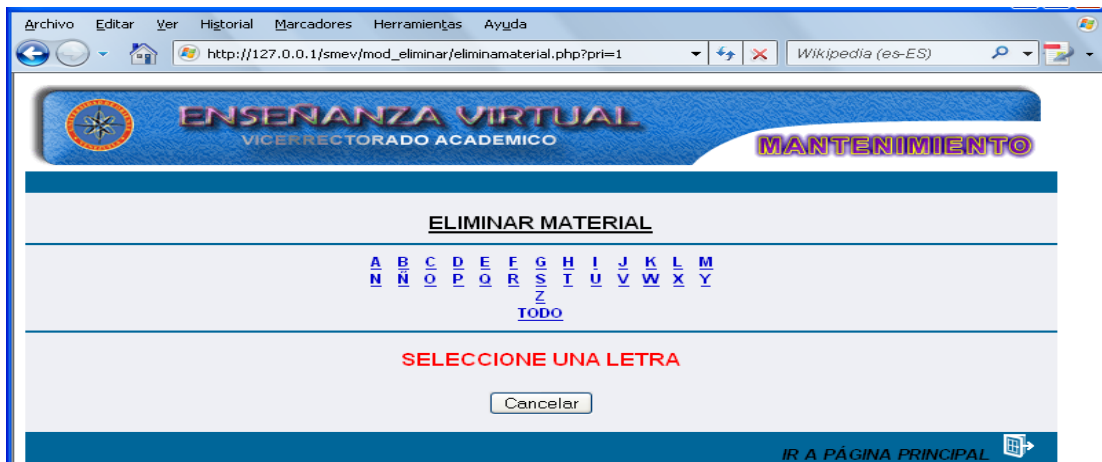 Archivo Editar Ver Historial Marcadores Herramientas Ayuda
http://127.0.0.1/smev/mod_eliminar/eliminamaterial.php?pri=1 Wikipedia (es-ES)
ENSEÑANZA VIRTUAL
VICERRECTORADO ACADEMICO
MANTENIMIENTO
ELIMINAR MATERIAL
A B C D E F G H I J K L M
N Ñ O P Q R S T U V W X Y
Z
TODO
SELECCIONE UNA LETRA
Cancelar
IR A PÁGINA PRINCIPAL